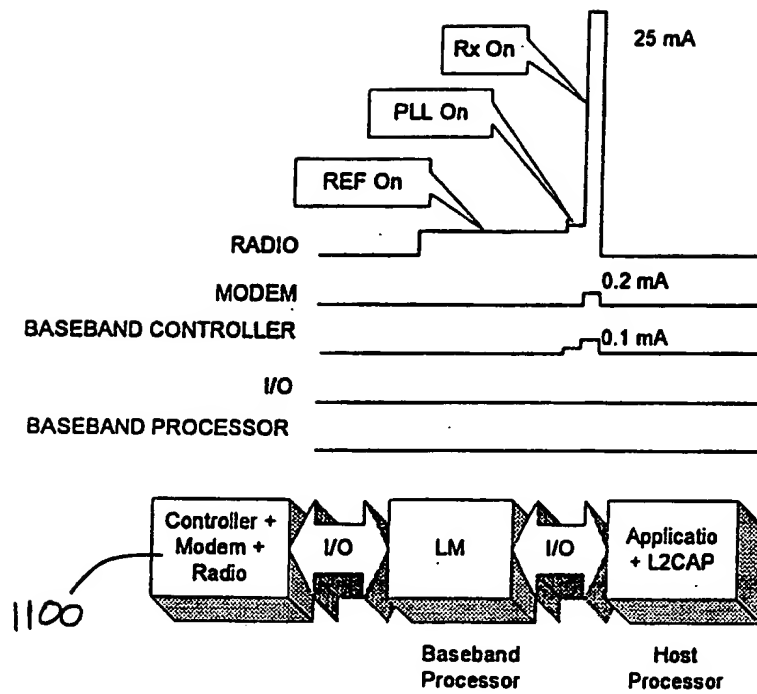 Rx On
25 mA
PLL On
REF On
RADIO
MODEM
0.2 mA
BASEBAND CONTROLLER
0.1 mA
I/O
BASEBAND PROCESSOR
Controller +
Modem +
Radio
I/O
LM
I/O
Applicatio
+ L2CAP
1100
Baseband
Processor
Host
Processor